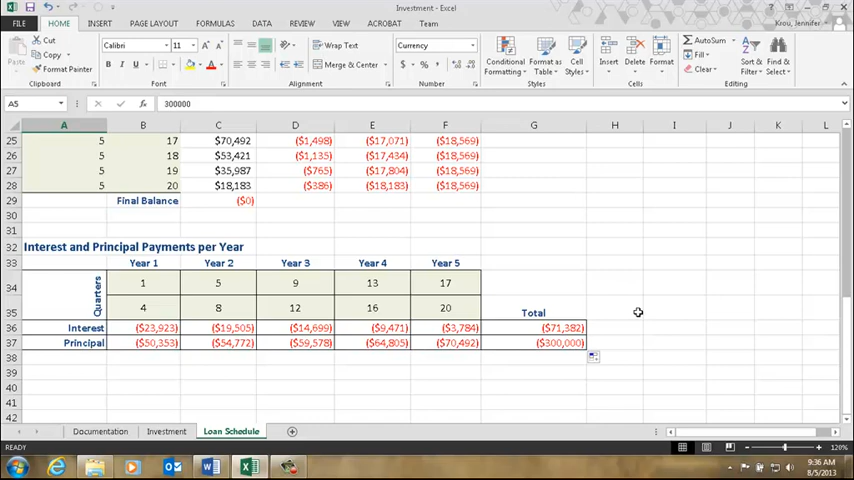 Investment - Excel
FILE HOME INSERT PAGE LAYOUT FORMULAS DATA REVIEW VIEW ACROBAT Team
Krou, Jennifer
Cut
Copy
Format Painter
Paste
Clipboard
Calibri 11
B I U
Font
Wrap Text
Merge & Center
Alignment
Currency
$ % ,
Number
Conditional Formatting
Format as Table
Cell Styles
Styles
Insert Delete Format
Cells
AutoSum
Fill
Clear
Sort & Filter
Find & Select
Editing
A5 fx 300000
A B C D E F G H I J K L
25 5 17 $70,492 ($1,498) ($17,071) ($18,569)
26 5 18 $53,421 ($1,135) ($17,434) ($18,569)
27 5 19 $35,987 ($765) ($17,804) ($18,569)
28 5 20 $18,183 ($386) ($18,183) ($18,569)
29 Final Balance ($0)
30
31
32 Interest and Principal Payments per Year
33 Year 1 Year 2 Year 3 Year 4 Year 5
34 Quarters 1 5 9 13 17
35 4 8 12 16 20 Total
36 Interest ($23,923) ($19,505) ($14,699) ($9,471) ($3,784) ($71,382)
37 Principal ($50,353) ($54,772) ($59,578) ($64,805) ($70,492) ($300,000)
38
39
40
41
42
Documentation Investment Loan Schedule
READY 120%
9:36 AM
8/5/2013